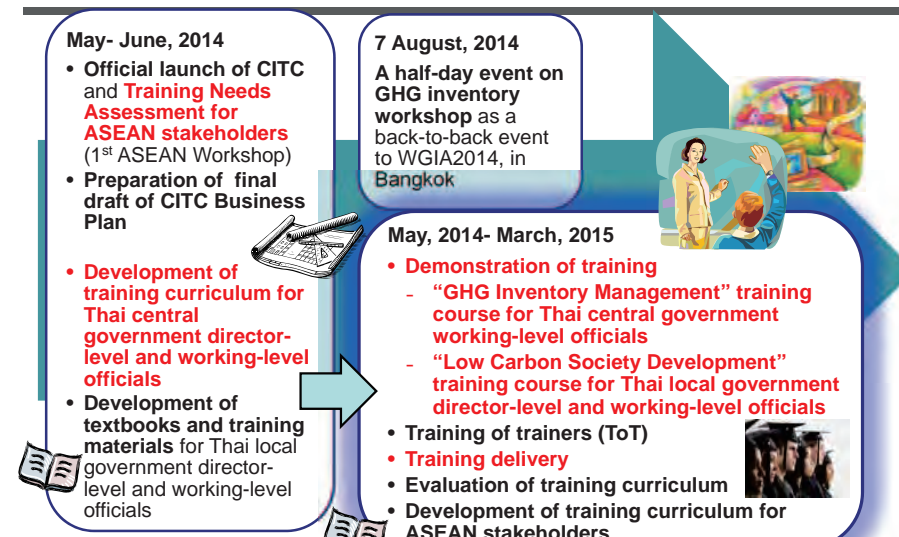 May- June, 2014
• Official launch of CITC
and Training Needs
Assessment for
ASEAN stakeholders
(1st ASEAN Workshop)
• Preparation of final
draft of CITC Business
Plan
• Development of
training curriculum for
Thai central
government director-
level and working-level
officials
• Development of
textbooks and training
materials for Thai local
government director-
level and working-level
officials
7 August, 2014
A half-day event on
GHG inventory
workshop as a
back-to-back event
to WGIA2014, in
Bangkok
May, 2014- March, 2015
• Demonstration of training
- “GHG Inventory Management” training
course for Thai central government
working-level officials
- “Low Carbon Society Development”
training course for Thai local government
director-level and working-level officials
• Training of trainers (ToT)
• Training delivery
• Evaluation of training curriculum
• Development of training curriculum for
ASEAN stakeholders